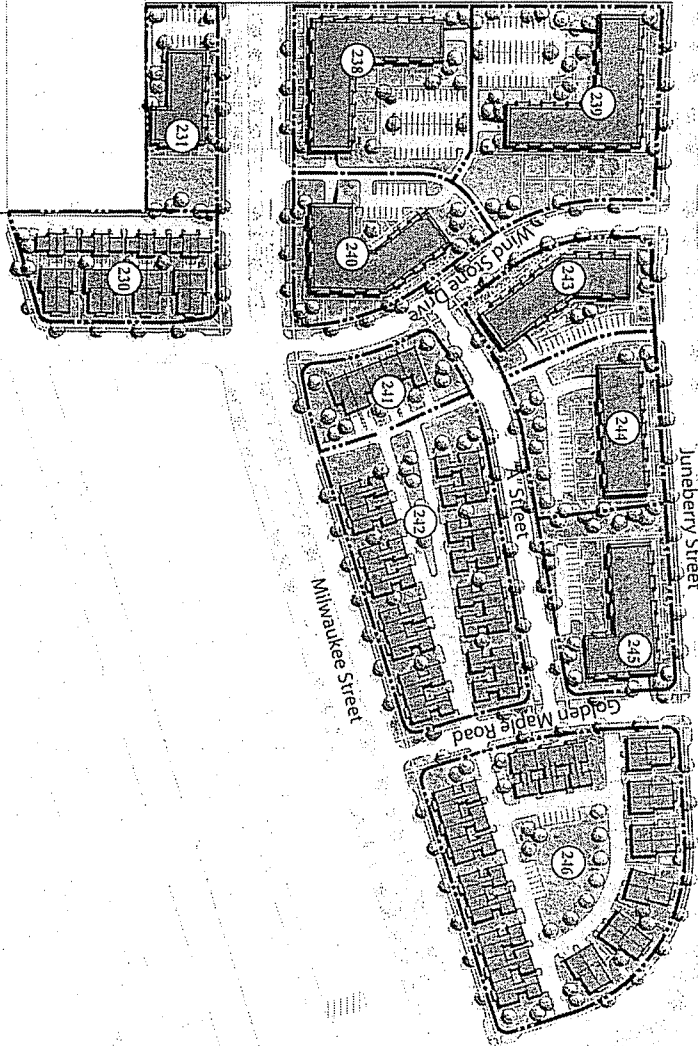 238
239
231
240
Wind Stone Drive
230
243
241
244
Juneberry Street
A Street
242
Milwaukee Street
245
Golden Maple Road
246